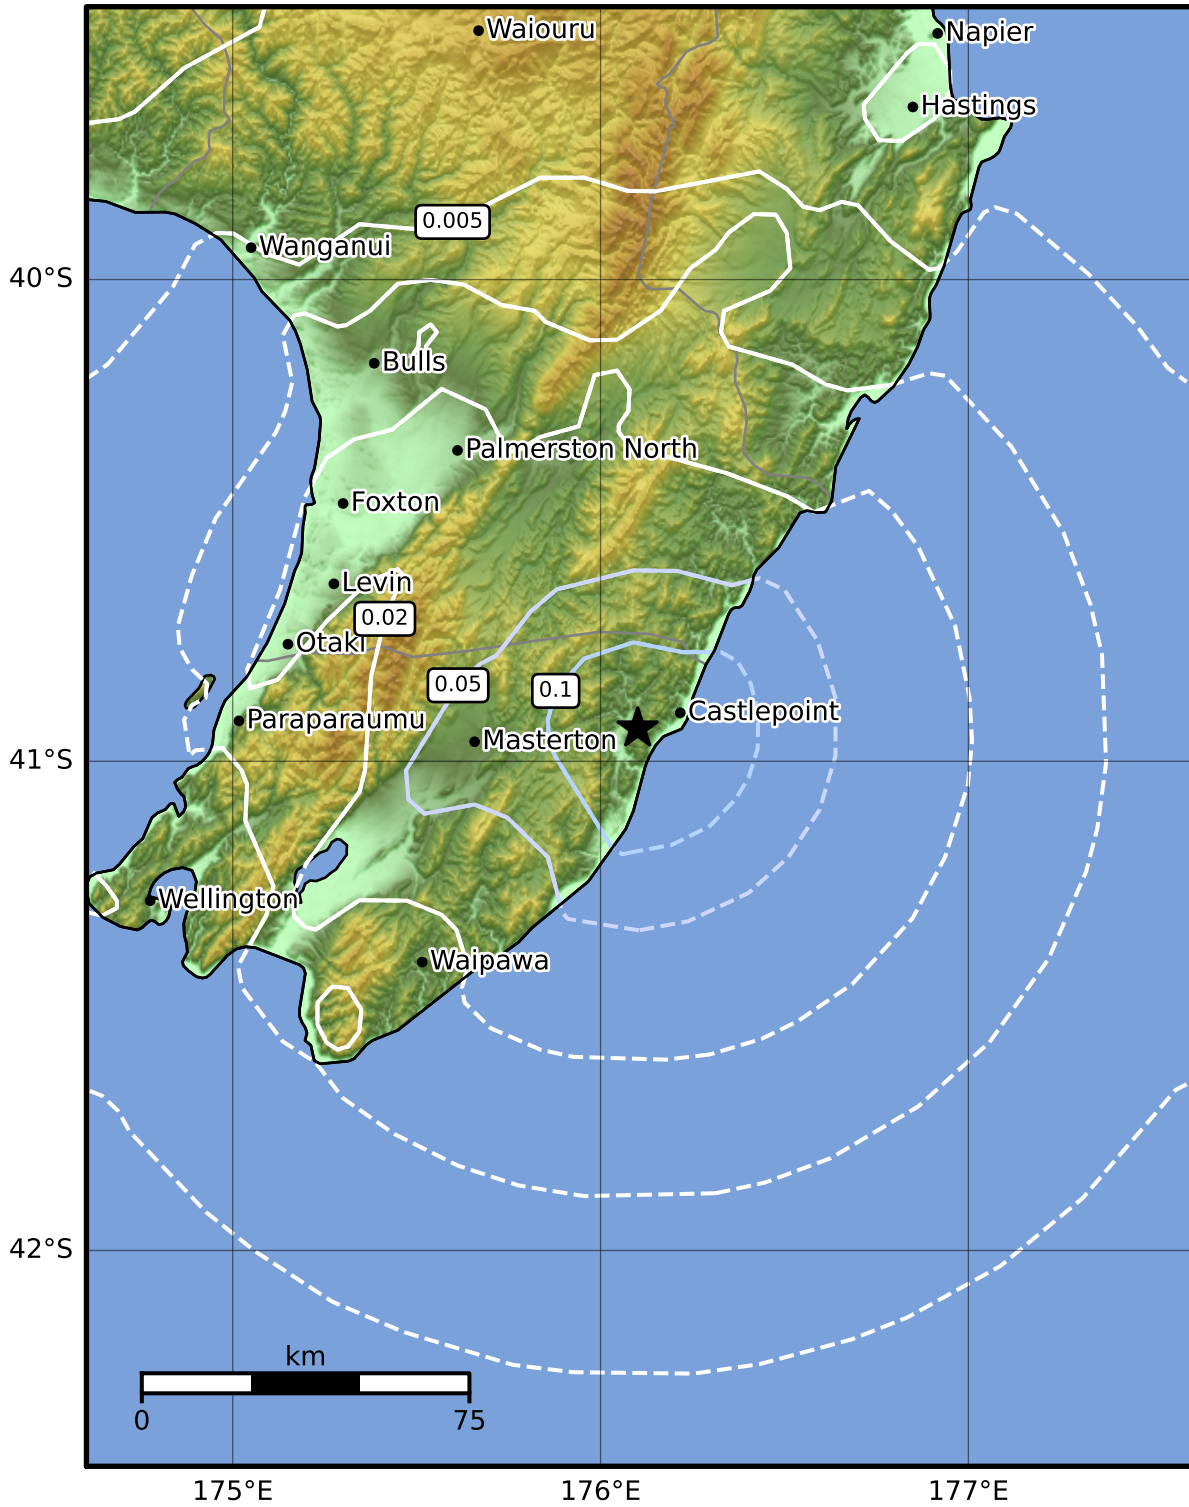 Waiouru
Napier
Hastings
0.005
Wanganui
40°S
Bulls
Palmerston North
Foxton
Levin
0.02
Otaki
0.05
0.1
Castlepoint
Paraparaumu
Masterton
41°S
Wellington
Waipawa
42°S
km
0
75
175°E
176°E
177°E